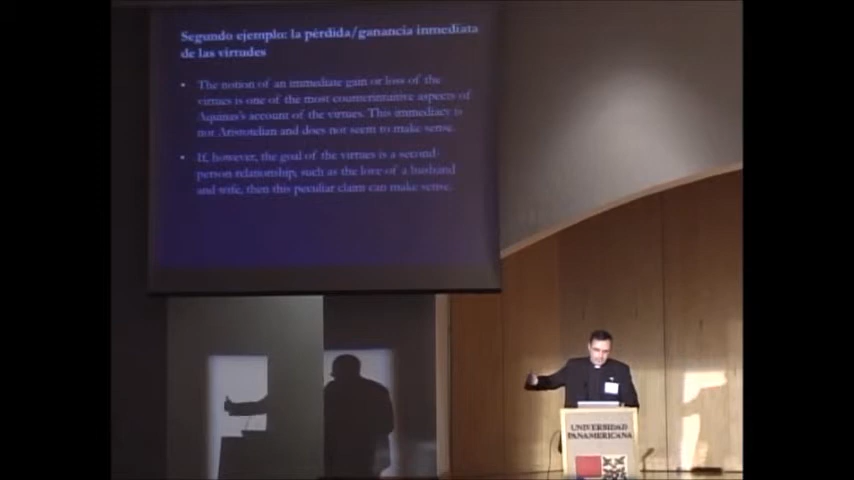 Segundo ejemplo: la pérdida/ganancia inmediata
de las virtudes
• The notion of an immediate gain or loss of the
virtues is one of the most counterintuitive aspects of
Aquinas's account of the virtues. This immediacy is
not Aristotelian and does not seem to make sense.
• If, however, the goal of the virtues is a second-
person relationship, such as the love of a husband
and wife, then this peculiar claim can make sense.
UNIVERSIDAD
PANAMERICANA